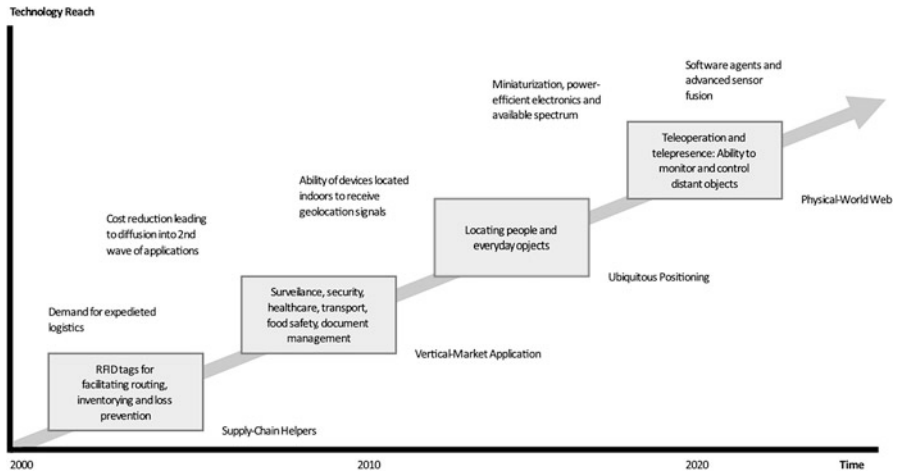 Technology Reach
Software agents and
advanced sensor
fusion
Miniaturization, power-
efficient electronics and
available spectrum
Teleoperation and
telepresence: Ability to
monitor and control
distant objects
Physical-World Web
Ability of devices located
indoors to receive
geolocation signals
Locating people and
everyday opjects
Ubiquitous Positioning
Cost reduction leading
to diffusion into 2nd
wave of applications
Surveilance, security,
healthcare, transport,
food safety, document
management
Vertical-Market Application
Demand for expedieted
logistics
RFID tags for
facilitating routing,
inventorying and loss
prevention
Supply-Chain Helpers
2000
2010
2020
Time